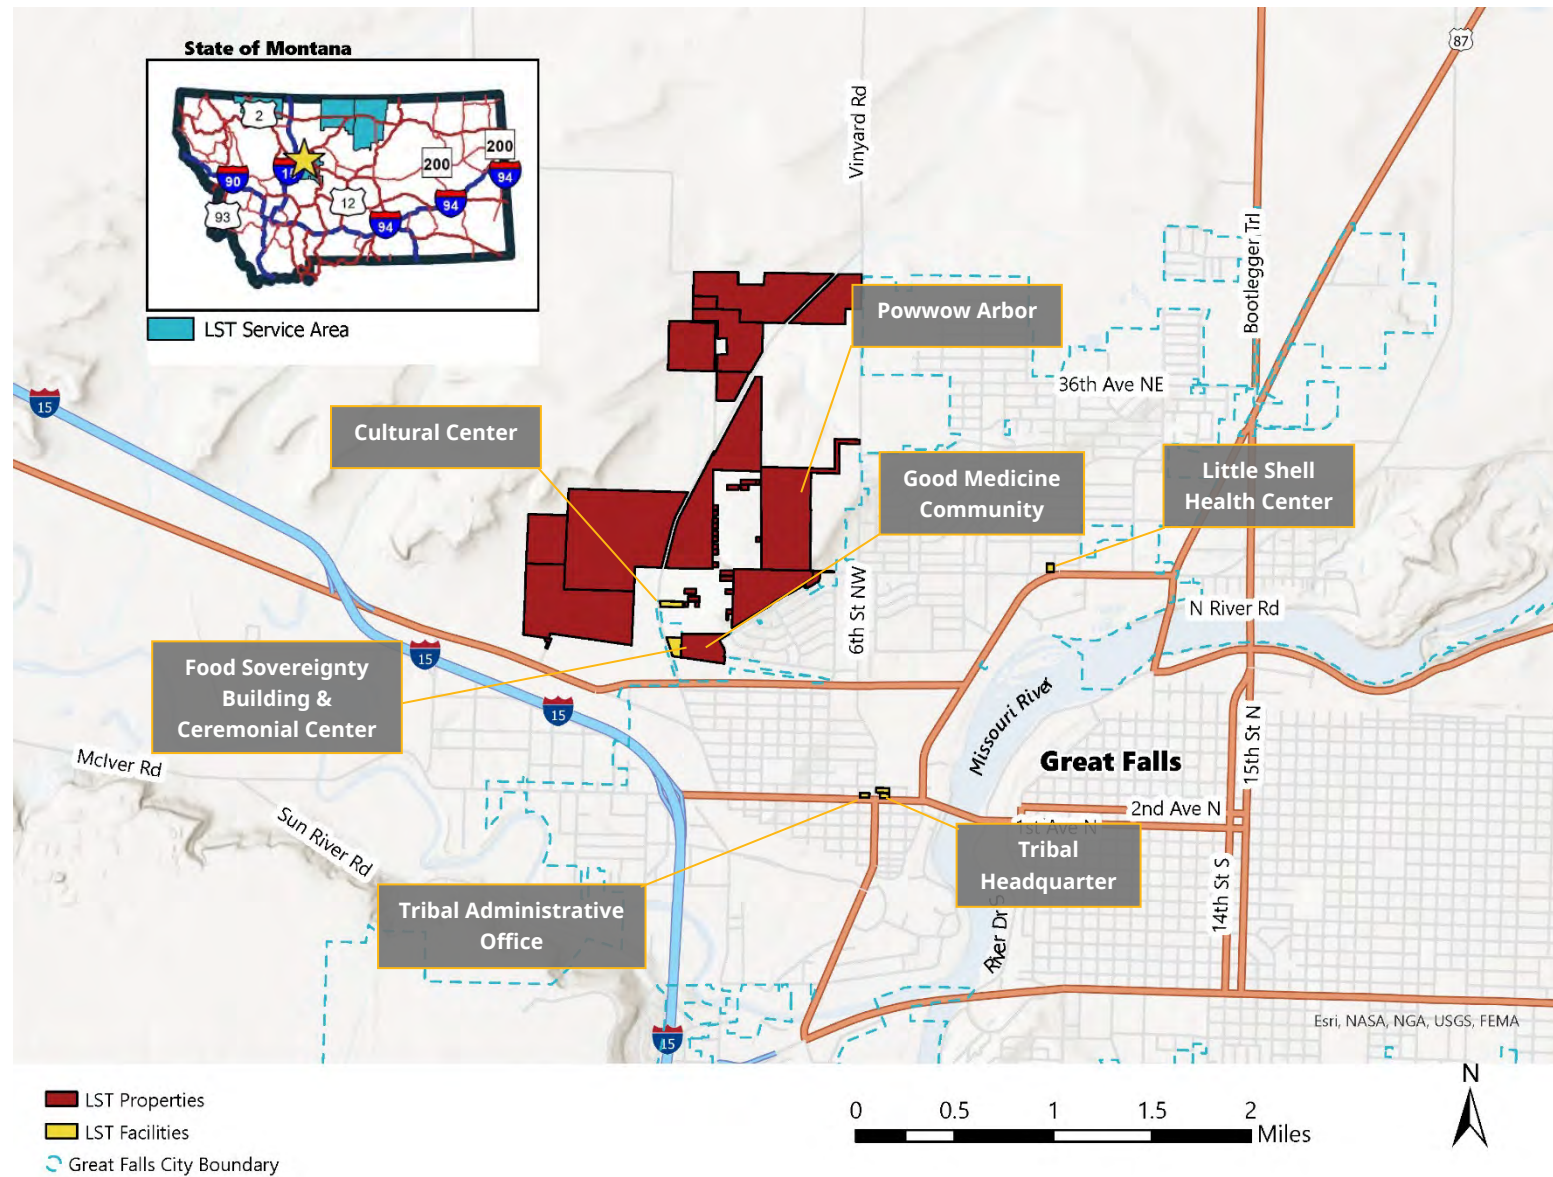 State of Montana
2
200
200
90
15
94
94
12
93
94
LST Service Area
87
Vinyard Rd
Bootlegger Trl
Powwow Arbor
36th Ave NE
15
Cultural Center
Good Medicine
Community
Little Shell
Health Center
6th St NW
N River Rd
15
Food Sovereignty
Building &
Ceremonial Center
15
Missouri River
McIver Rd
Great Falls
15th St N
2nd Ave N
1st Ave N
Sun River Rd
Tribal
Headquarter
14th St S
Tribal Administrative
Office
River Dr S
15
Esri, NASA, NGA, USGS, FEMA
LST Properties
LST Facilities
Great Falls City Boundary
0 0.5 1 1.5 2
Miles
N